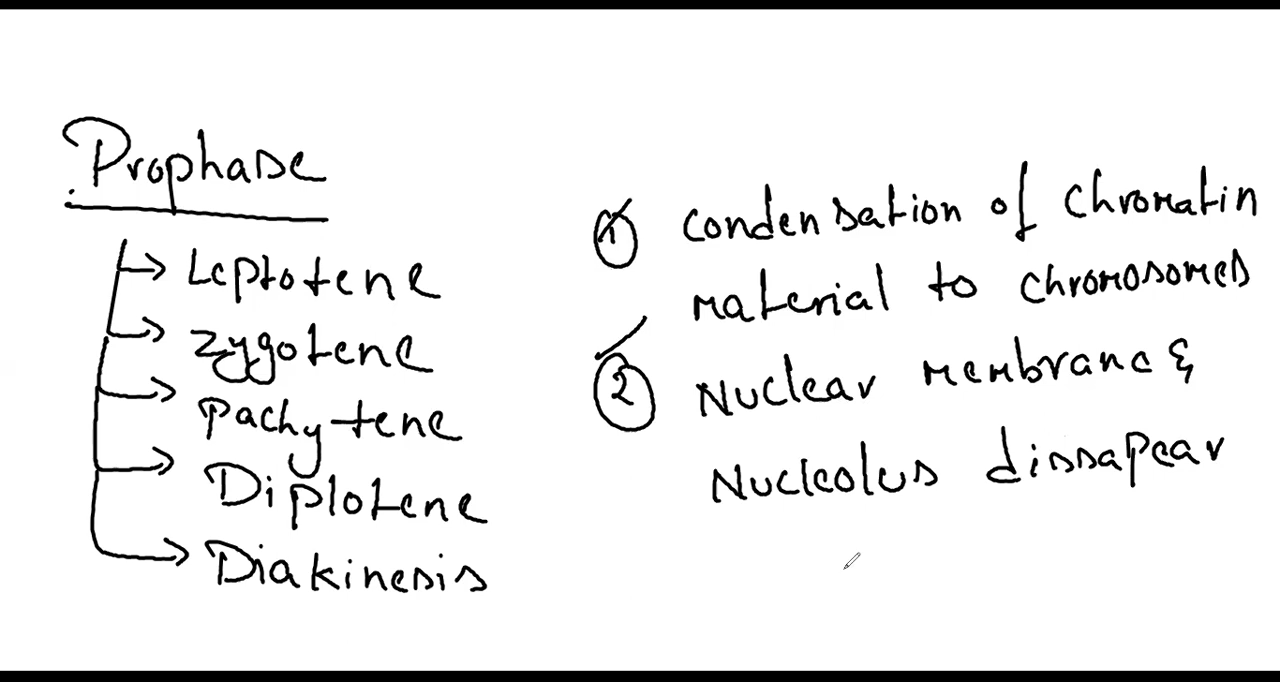 Prophase
Leptotene
Zygotene
Pachytene
Diplotene
Diakinesis
1 condensation of chromatin
material to chromosomes
2 Nuclear membrane &
Nucleolus dissapear